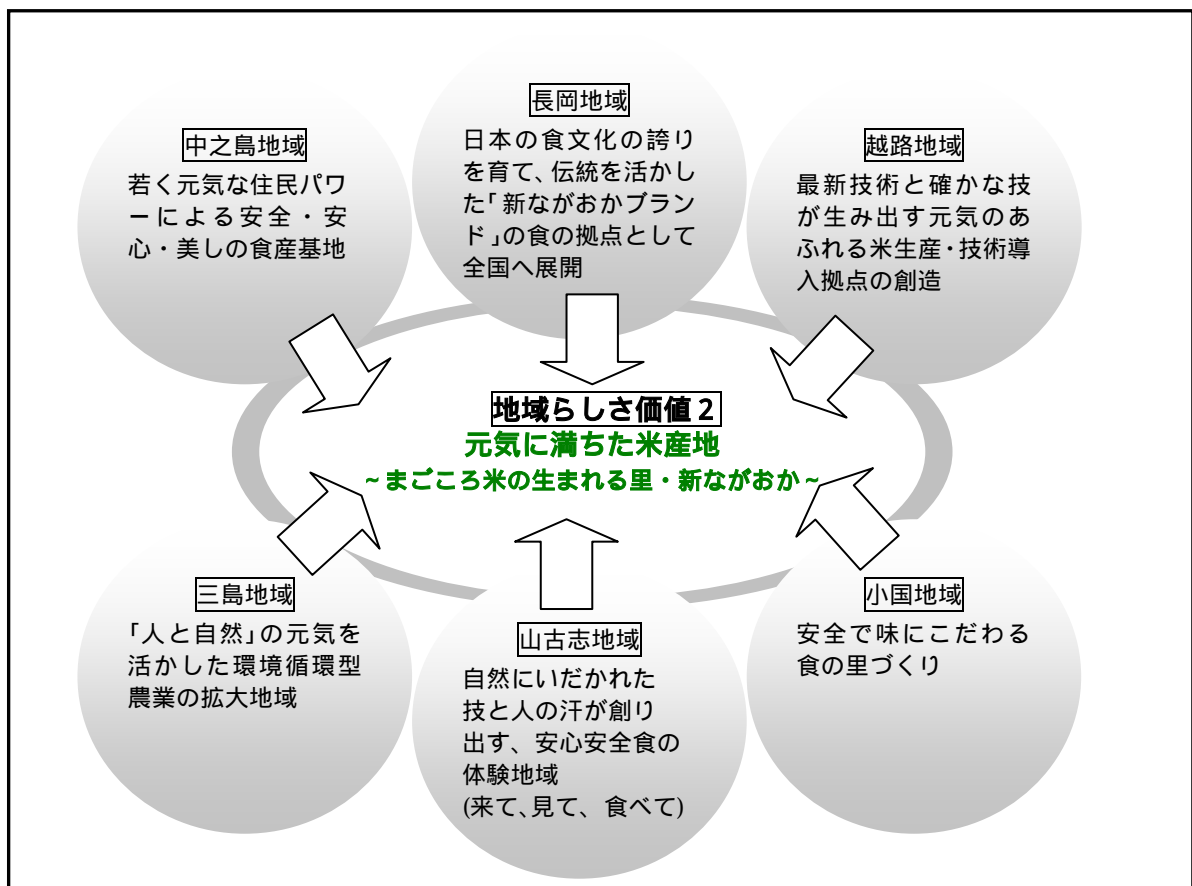 長岡地域
日本の食文化の誇り
を育て、伝統を活かし
た「新ながおかブラン
ド」の食の拠点として
全国へ展開
中之島地域
若く元気な住民パワ
ーによる安全・安
心・美しの食産基地
越路地域
最新技術と確かな技
が生み出す元気のあ
ふれる米生産・技術導
入拠点の創造
地域らしさ価値2
元気に満ちた米産地
~まごころ米の生まれる里・新ながおか~
三島地域
「人と自然」の元気を
活かした環境循環型
農業の拡大地域
山古志地域
自然にいだかれた
技と人の汗が創り
出す、安心安全食の
体験地域
(来て、見て、食べて)
小国地域
安全で味にこだわる
食の里づくり